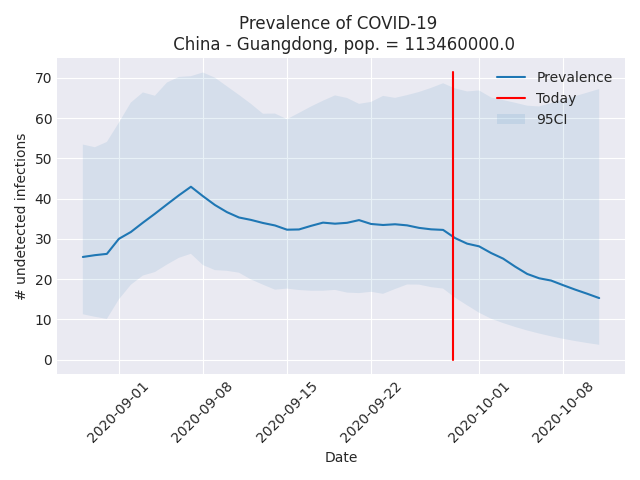 Prevalence of COVID-19
China - Guangdong, pop. = 113460000.0
70
60
50
40
30
20
10
0
# undetected infections
Prevalence
Today
95CI
2020-09-01
2020-09-08
2020-09-15
2020-09-22
2020-10-01
2020-10-08
Date